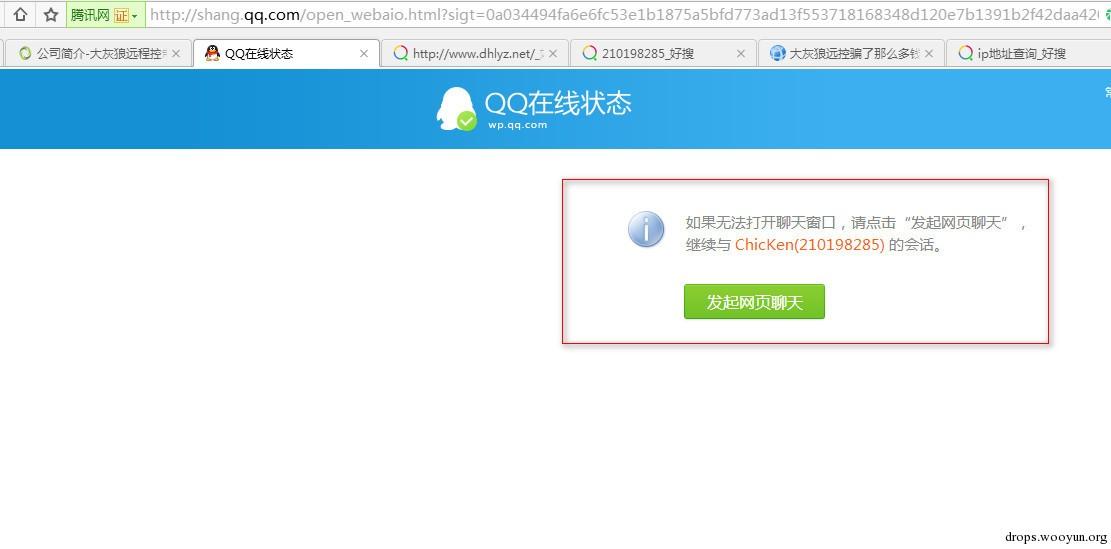 腾讯网 证 http://shang.qq.com/open_webaio.html?sigt=0a034494fa6e6fc53e1b1875a5bfd773ad13f553718168348d120e7b1391b2f42daa420
公司简介-大灰狼远程控 QQ在线状态 http://www.dhlyz.net/_ 210198285_好搜 大灰狼远控骗了那么多钱 ip地址查询_好搜
QQ在线状态
wp.qq.com
如果无法打开聊天窗口，请点击“发起网页聊天”，
继续与 ChicKen(210198285) 的会话。
发起网页聊天
drops.wooyun.org